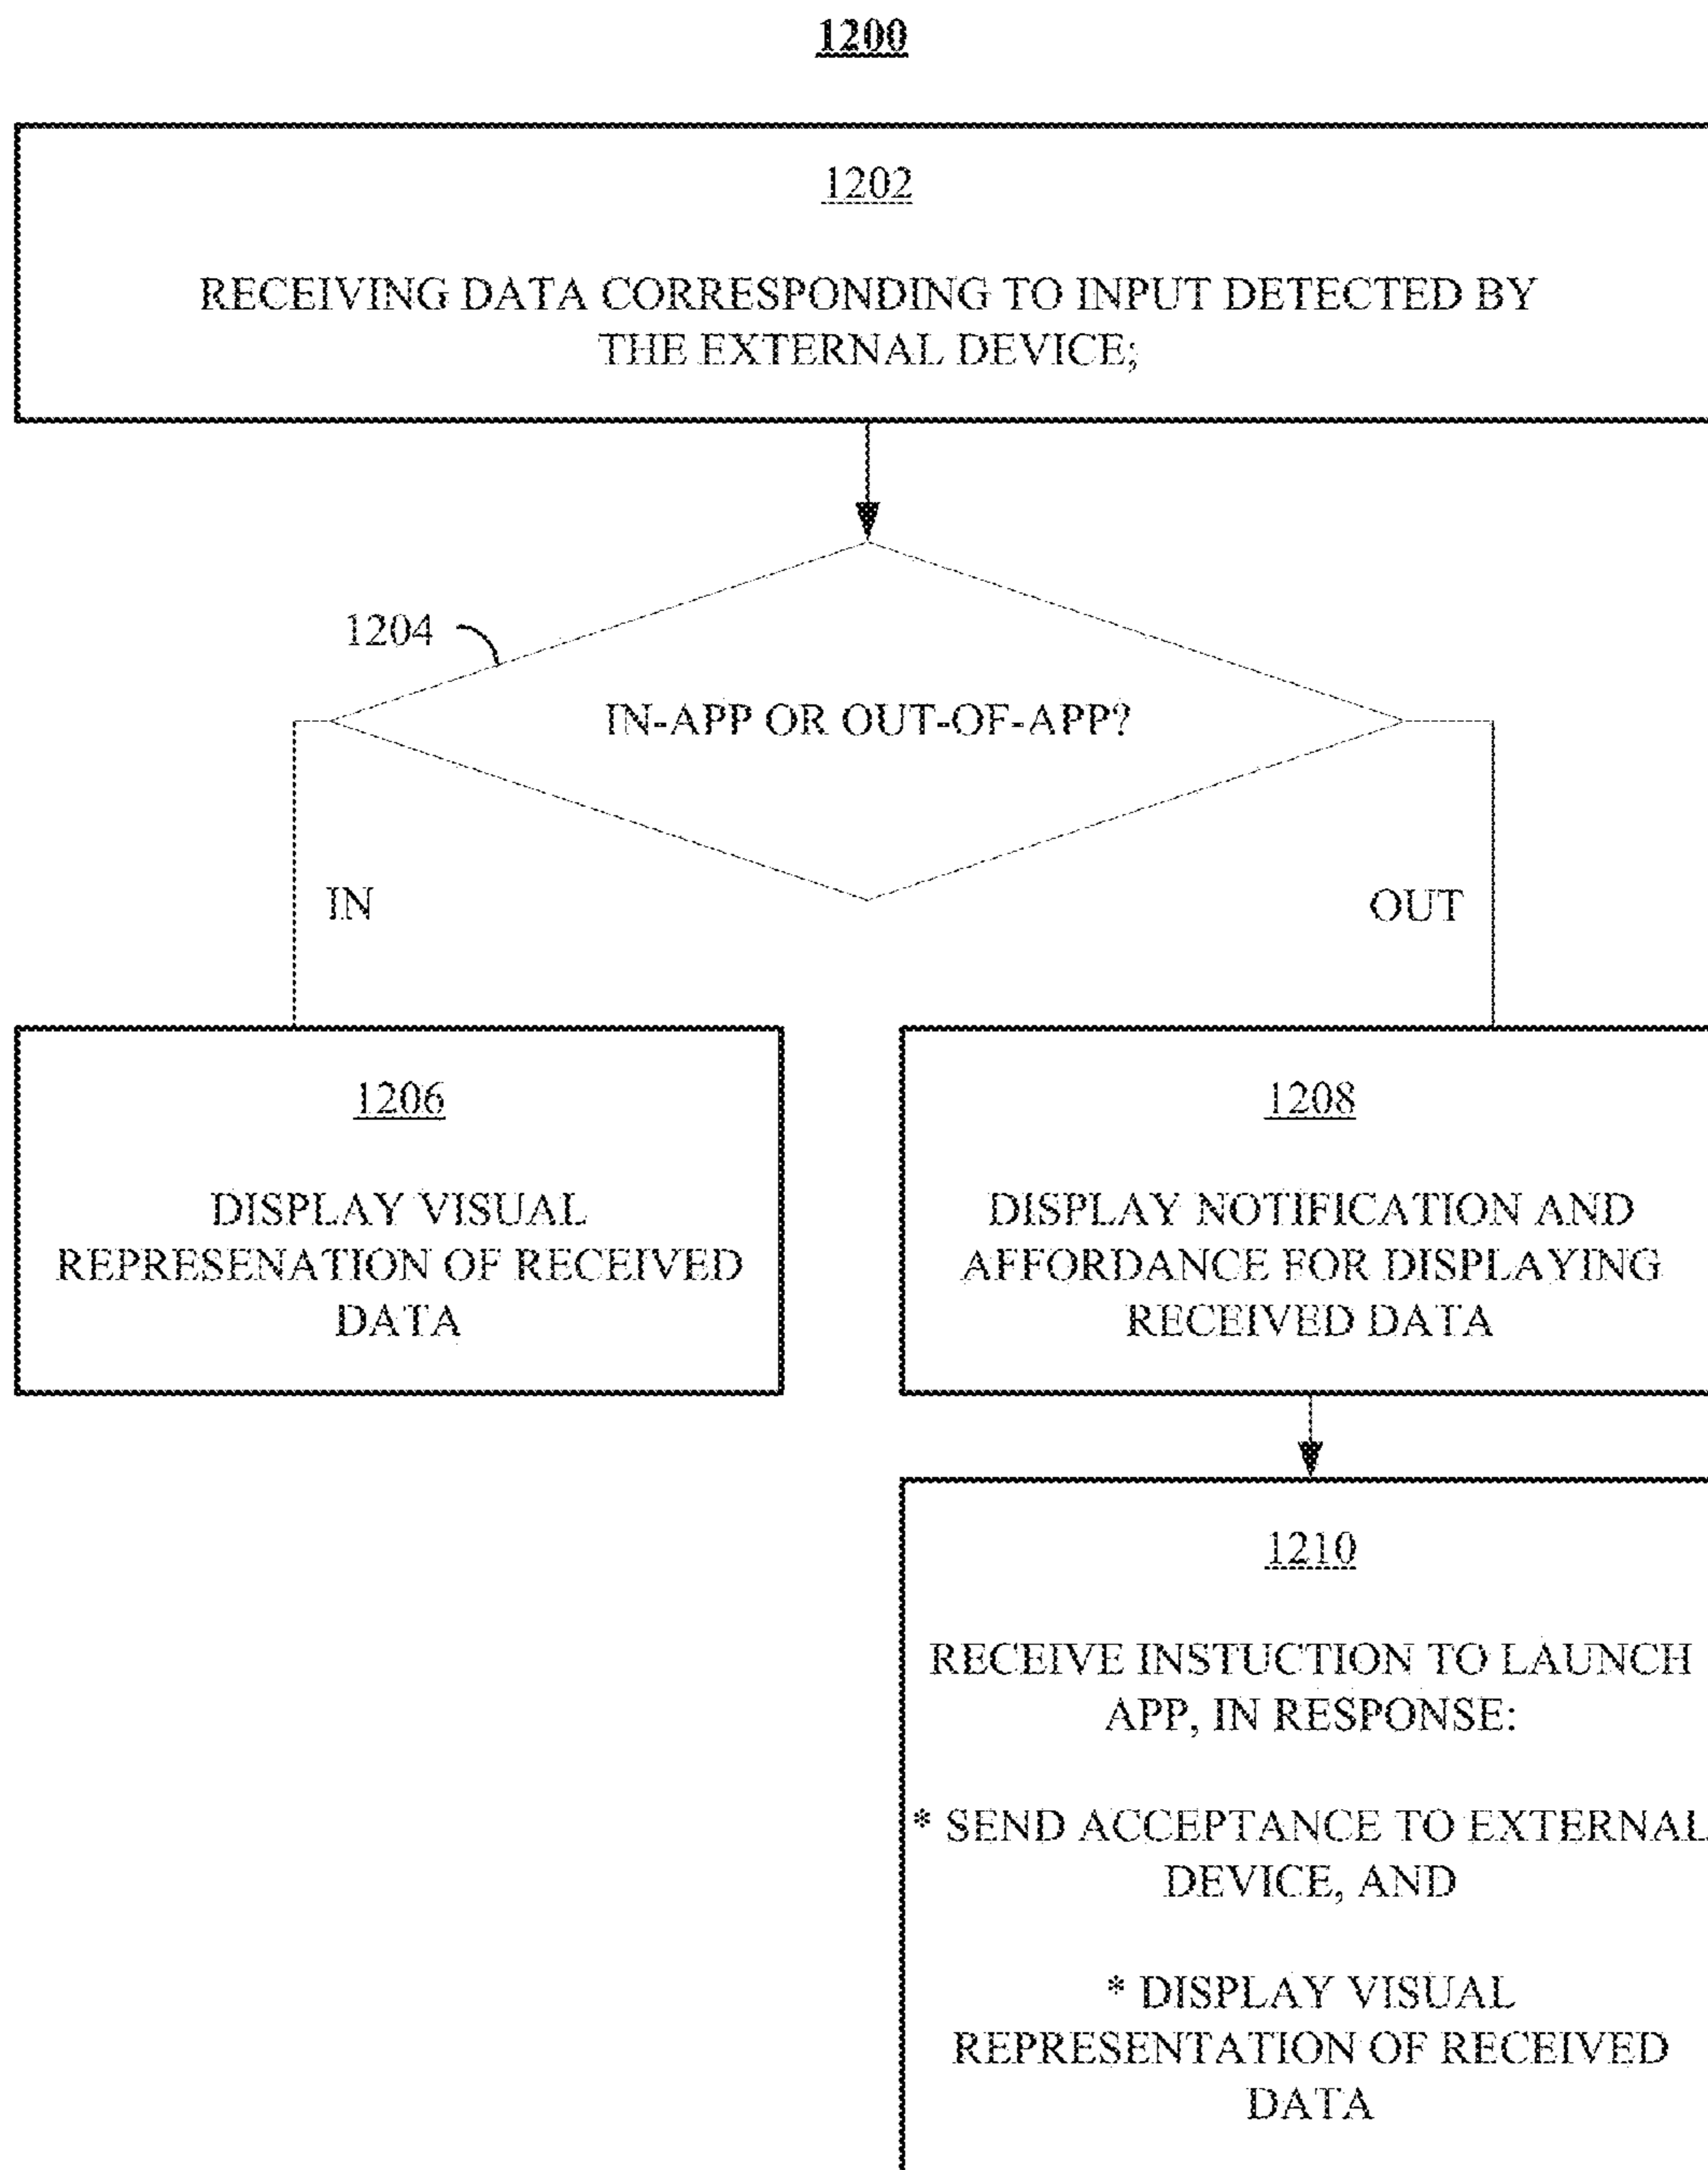 1200
1202
RECEIVING DATA CORRESPONDING TO INPUT DETECTED BY
THE EXTERNAL DEVICE;
1204
IN-APP OR OUT-OF-APP?
IN
OUT
1206
DISPLAY VISUAL
REPRESENATION OF RECEIVED
DATA
1208
DISPLAY NOTIFICATION AND
AFFORDANCE FOR DISPLAYING
RECEIVED DATA
1210
RECEIVE INSTUCTION TO LAUNCH
APP, IN RESPONSE:
* SEND ACCEPTANCE TO EXTERNAL
DEVICE, AND
* DISPLAY VISUAL
REPRESENTATION OF RECEIVED
DATA